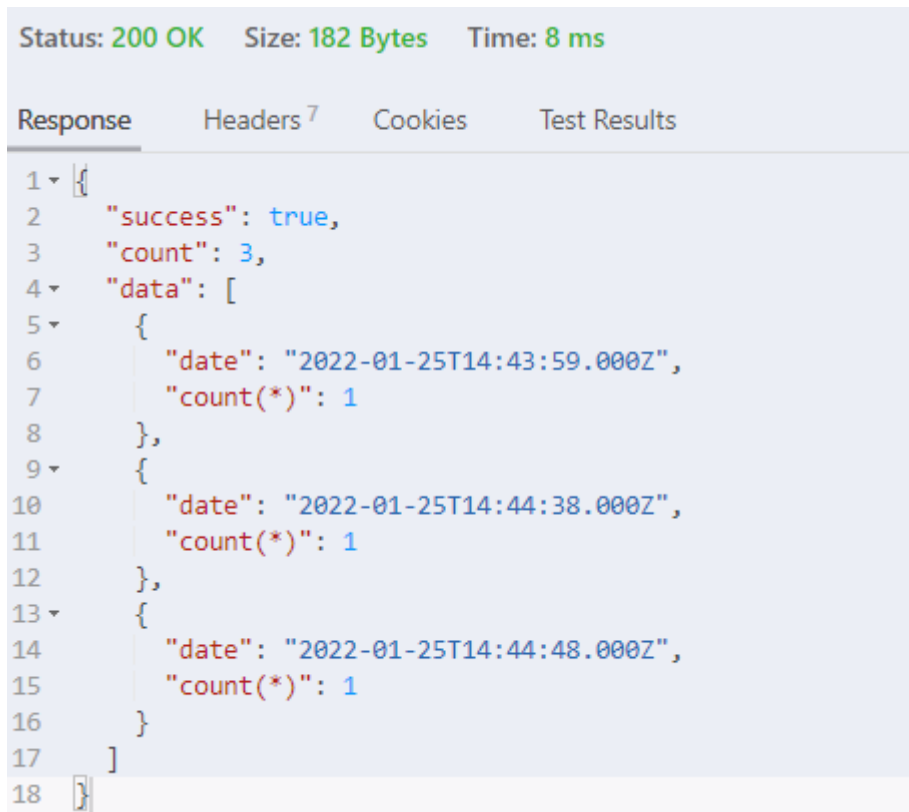 Status: 200 OK Size: 182 Bytes Time: 8 ms
Response Headers 7 Cookies Test Results
1 {
2 "success": true,
3 "count": 3,
4 "data": [
5 {
6 "date": "2022-01-25T14:43:59.000Z",
7 "count(*)": 1
8 },
9 {
10 "date": "2022-01-25T14:44:38.000Z",
11 "count(*)": 1
12 },
13 {
14 "date": "2022-01-25T14:44:48.000Z",
15 "count(*)": 1
16 }
17 ]
18 }